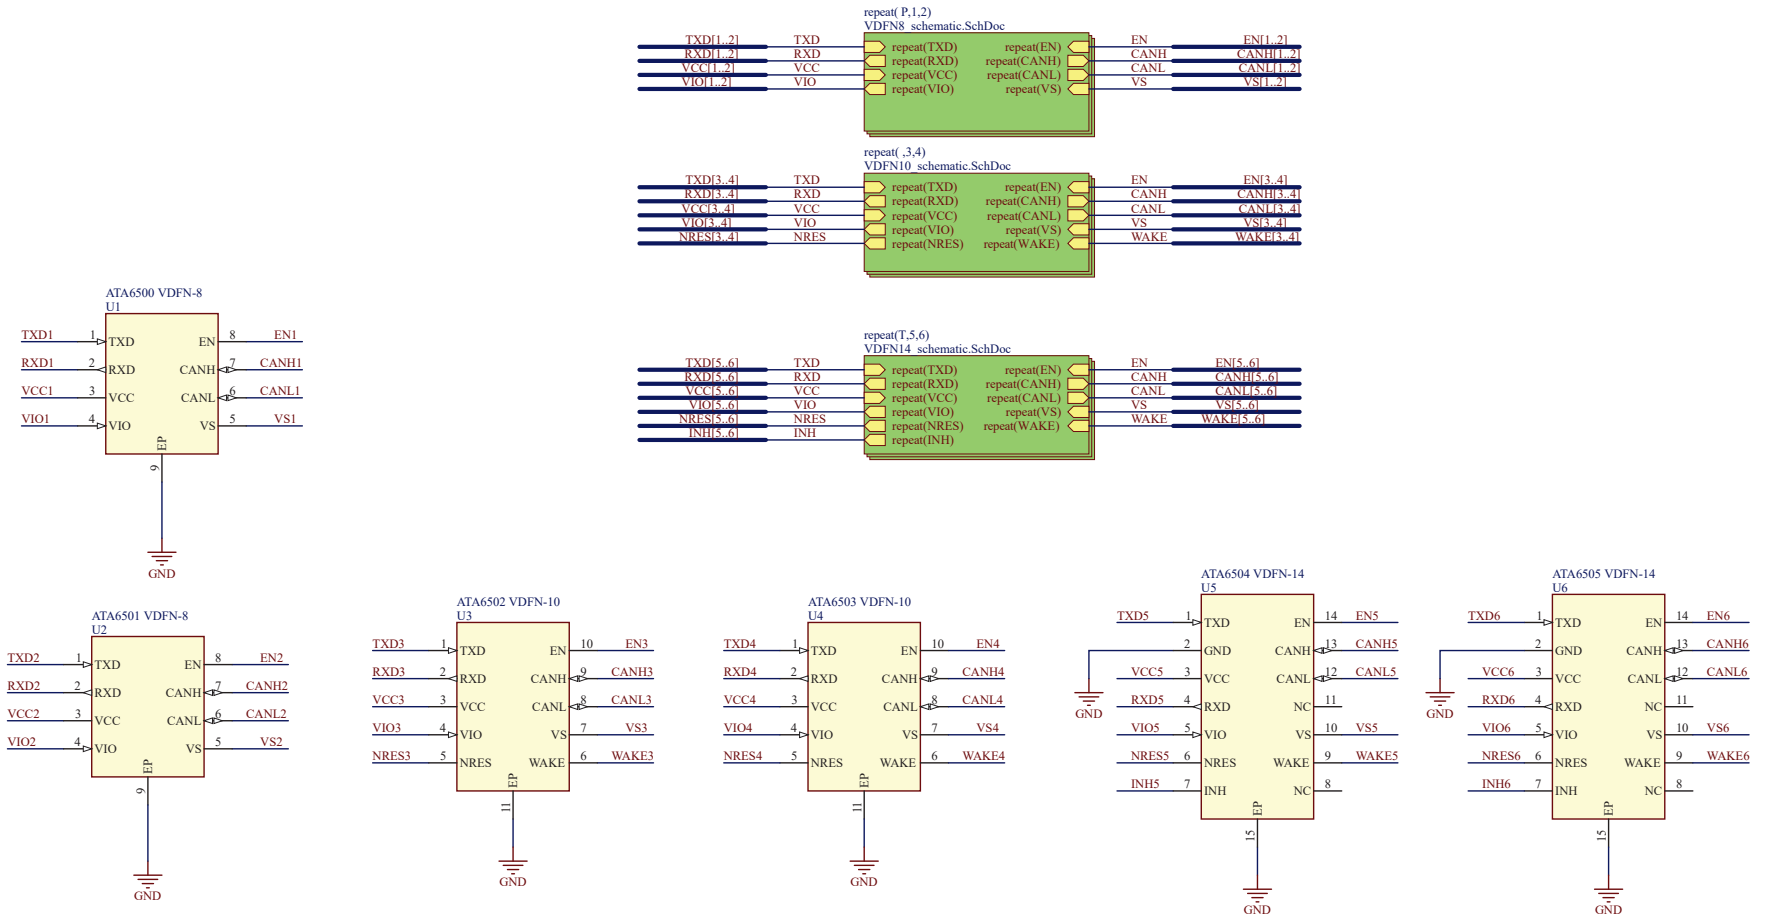 repeat( P,1,2)
VDFN8_schematic.SchDoc
TXD[1..2] TXD repeat(TXD) repeat(EN) EN EN[1..2]
RXD[1..2] RXD repeat(RXD) repeat(CANH) CANH CANH[1..2]
VCC[1..2] VCC repeat(VCC) repeat(CANL) CANL CANL[1..2]
VIO[1..2] VIO repeat(VIO) repeat(VS) VS VS[1..2]
repeat( ,3,4)
VDFN10_schematic.SchDoc
TXD[3..4] TXD repeat(TXD) repeat(EN) EN EN[3..4]
RXD[3..4] RXD repeat(RXD) repeat(CANH) CANH CANH[3..4]
VCC[3..4] VCC repeat(VCC) repeat(CANL) CANL CANL[3..4]
VIO[3..4] VIO repeat(VIO) repeat(VS) VS VS[3..4]
NRES[3..4] NRES repeat(NRES) repeat(WAKE) WAKE WAKE[3..4]
repeat(T,5,6)
VDFN14_schematic.SchDoc
TXD[5..6] TXD repeat(TXD) repeat(EN) EN EN[5..6]
RXD[5..6] RXD repeat(RXD) repeat(CANH) CANH CANH[5..6]
VCC[5..6] VCC repeat(VCC) repeat(CANL) CANL CANL[5..6]
VIO[5..6] VIO repeat(VIO) repeat(VS) VS VS[5..6]
NRES[5..6] NRES repeat(NRES) repeat(WAKE) WAKE WAKE[5..6]
INH[5..6] INH repeat(INH)
ATA6500 VDFN-8
U1
TXD1 1 TXD EN 8 EN1
RXD1 2 RXD CANH 7 CANH1
VCC1 3 VCC CANL 6 CANL1
VIO1 4 VIO VS 5 VS1
EP
9
GND
ATA6501 VDFN-8
U2
TXD2 1 TXD EN 8 EN2
RXD2 2 RXD CANH 7 CANH2
VCC2 3 VCC CANL 6 CANL2
VIO2 4 VIO VS 5 VS2
EP
9
GND
ATA6502 VDFN-10
U3
TXD3 1 TXD EN 10 EN3
RXD3 2 RXD CANH 9 CANH3
VCC3 3 VCC CANL 8 CANL3
VIO3 4 VIO VS 7 VS3
NRES3 5 NRES WAKE 6 WAKE3
EP
11
GND
ATA6503 VDFN-10
U4
TXD4 1 TXD EN 10 EN4
RXD4 2 RXD CANH 9 CANH4
VCC4 3 VCC CANL 8 CANL4
VIO4 4 VIO VS 7 VS4
NRES4 5 NRES WAKE 6 WAKE4
EP
11
GND
ATA6504 VDFN-14
U5
TXD5 1 TXD EN 14 EN5
2 GND CANH 13 CANH5
VCC5 3 VCC CANL 12 CANL5
GND
RXD5 4 RXD NC 11
VIO5 5 VIO VS 10 VS5
NRES5 6 NRES WAKE 9 WAKE5
INH5 7 INH NC 8
EP
15
GND
ATA6505 VDFN-14
U6
TXD6 1 TXD EN 14 EN6
2 GND CANH 13 CANH6
VCC6 3 VCC CANL 12 CANL6
GND
RXD6 4 RXD NC 11
VIO6 5 VIO VS 10 VS6
NRES6 6 NRES WAKE 9 WAKE6
INH6 7 INH NC 8
EP
15
GND